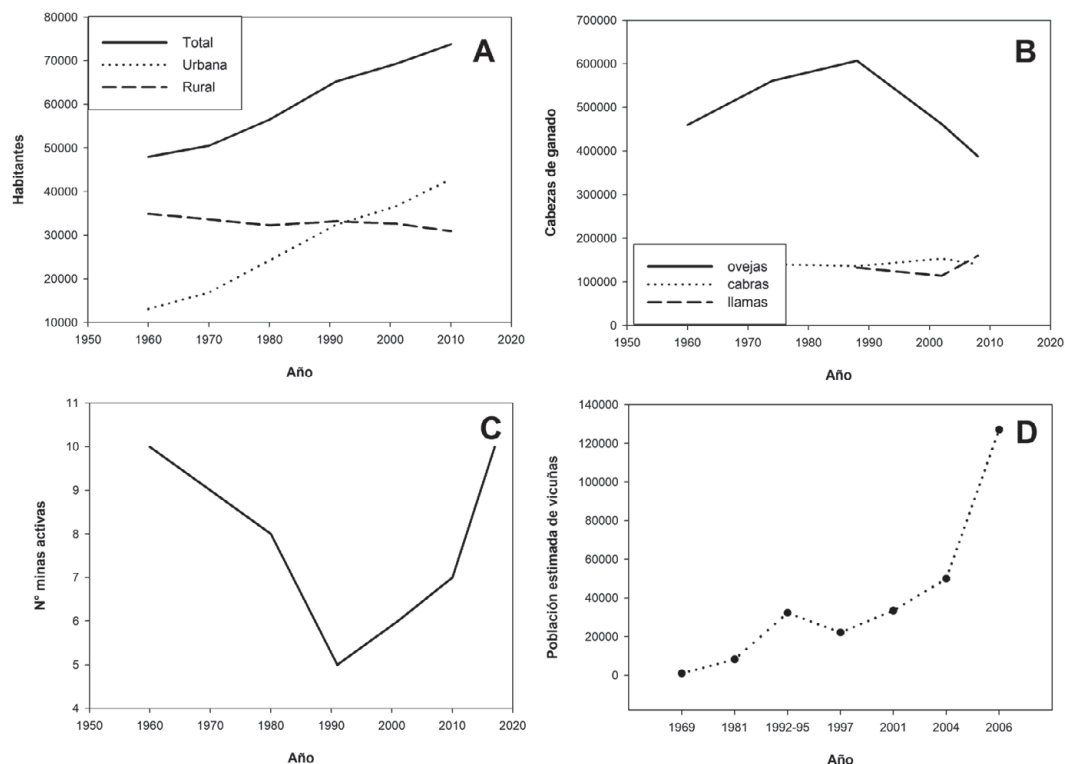 A
Total
Urbana
Rural
Habitantes
80000
70000
60000
50000
40000
30000
20000
10000
1950 1960 1970 1980 1990 2000 2010 2020
Año
B
Cabezas de ganado
700000
600000
500000
400000
300000
200000
100000
0
ovejas
cabras
llamas
1950 1960 1970 1980 1990 2000 2010 2020
Año
C
N° minas activas
11
10
9
8
7
6
5
4
1950 1960 1970 1980 1990 2000 2010 2020
Año
D
Población estimada de vicuñas
140000
120000
100000
80000
60000
40000
20000
0
1969 1981 1992-95 1997 2001 2004 2006
Año